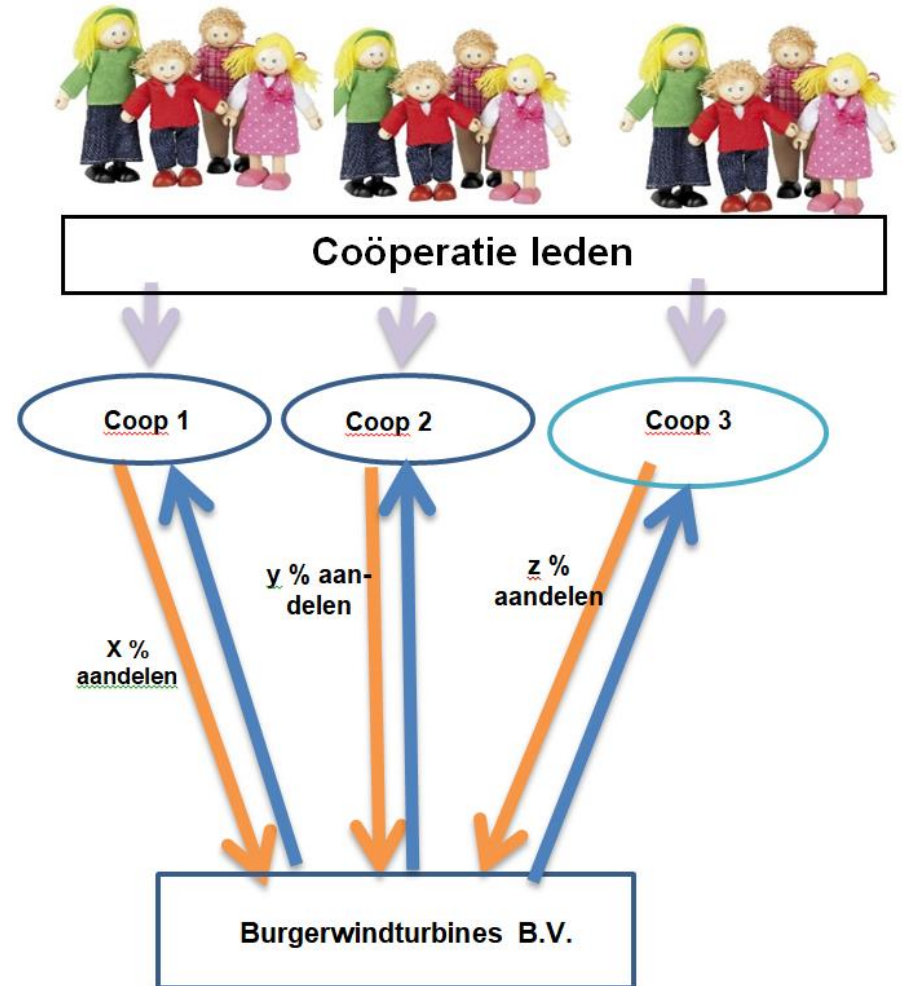 Coöperatie leden
Coop 1
Coop 2
Coop 3
y % aan-
delen
z %
aandelen
X %
aandelen
Burgerwindturbines B.V.